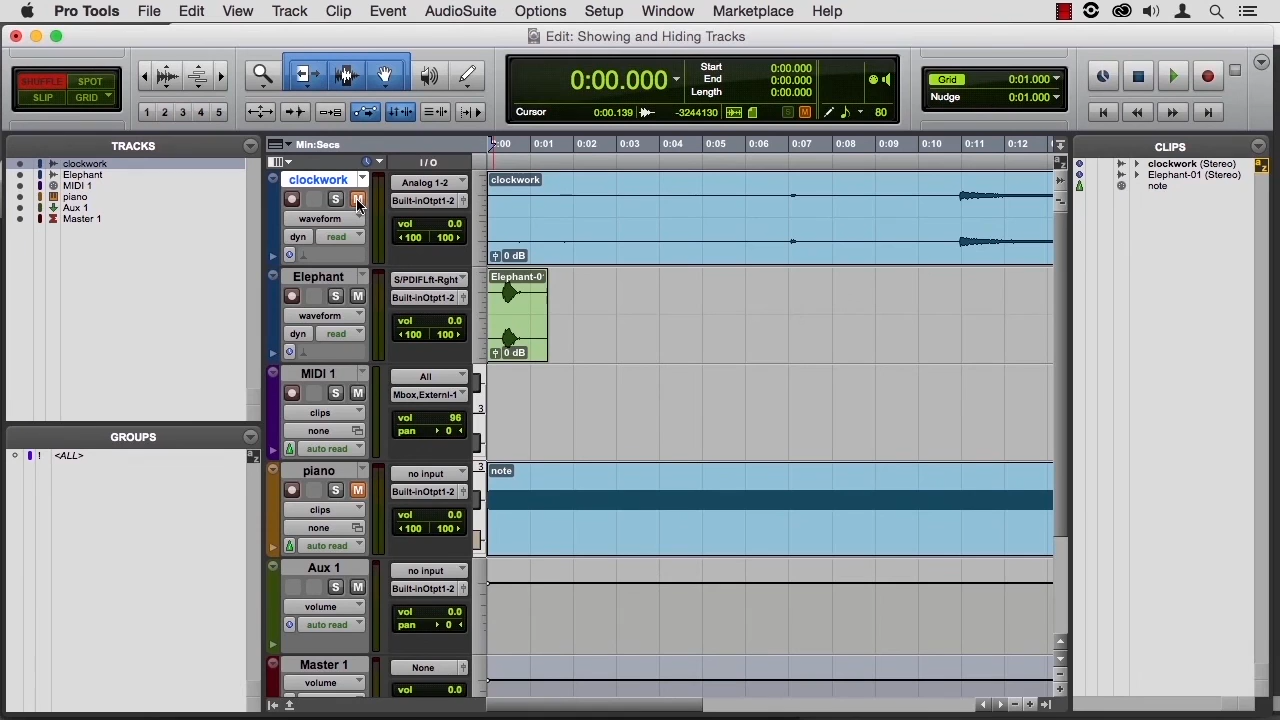 Pro Tools File Edit View Track Clip Event AudioSuite Options Setup Window Marketplace Help
Edit: Showing and Hiding Tracks
SHUFFLE SPOT
SLIP GRID
1 2 3 4 5
0:00.000
Start 0:00.000
End 0:00.000
Length 0:00.000
Cursor 0:00.139 -3244130 S M 80
Grid 0:01.000
Nudge 0:01.000
TRACKS
clockwork
Elephant
MIDI 1
piano
Aux 1
Master 1
GROUPS
! <ALL>
Min:Secs
:00 0:01 0:02 0:03 0:04 0:05 0:06 0:07 0:08 0:09 0:10 0:11 0:12
I / O
clockwork
S M
waveform
dyn read
Analog 1-2
Built-inOtpt1-2
vol 0.0
100 100
clockwork
0 dB
Elephant
S M
waveform
dyn read
S/PDIFLft-Rght
Built-inOtpt1-2
vol 0.0
100 100
Elephant-0
0 dB
MIDI 1
S M
clips
none
auto read
All
Mbox,Externl-1
vol 96
pan 0
3
piano
S M
clips
none
auto read
no input
Built-inOtpt1-2
vol 0.0
100 100
3
note
Aux 1
S M
volume
auto read
no input
Built-inOtpt1-2
vol 0.0
pan 0
Master 1
volume
None
vol 0.0
CLIPS
clockwork (Stereo)
Elephant-01 (Stereo)
note
a z